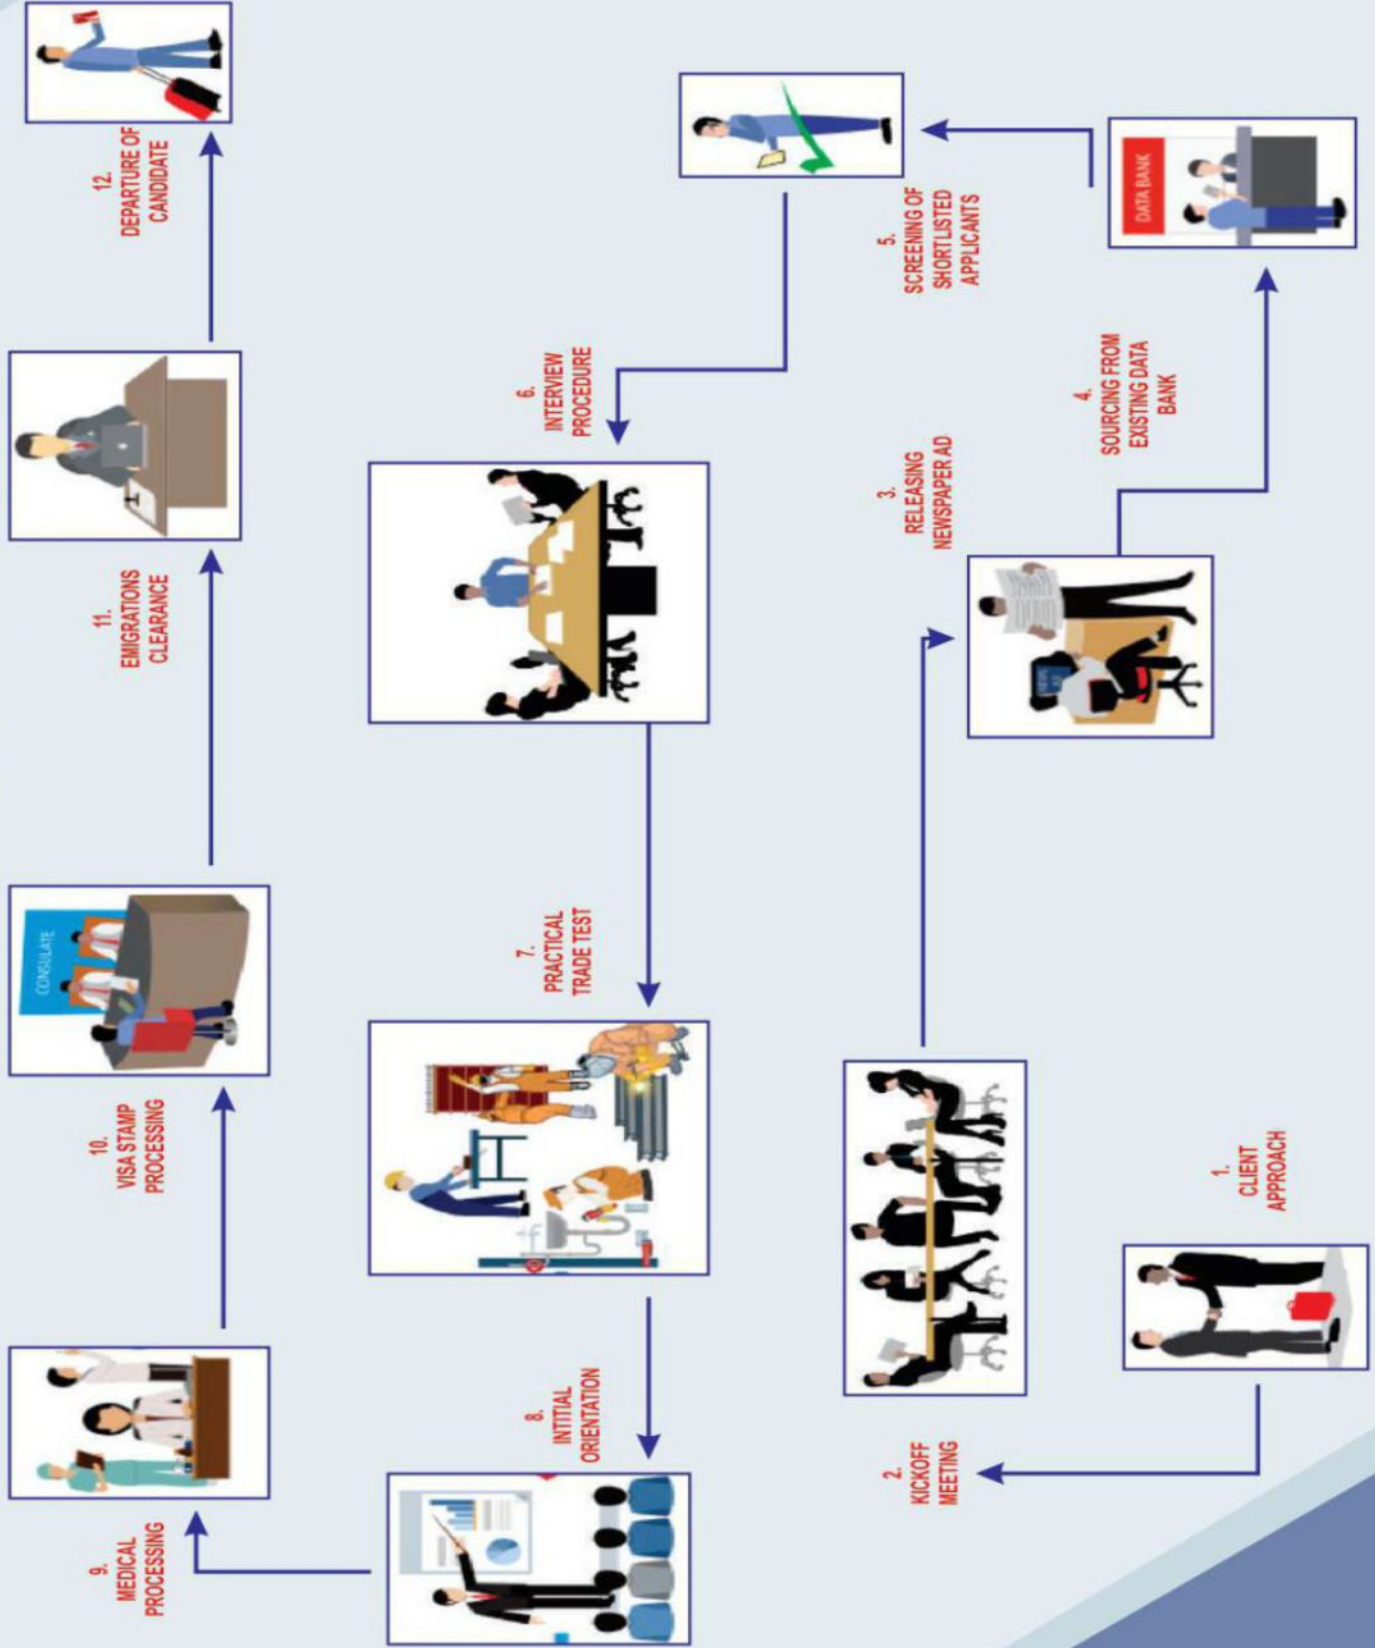 1.
CLIENT
APPROACH
2.
KICKOFF
MEETING
3.
RELEASING
NEWSPAPER AD
4.
SOURCING FROM
EXISTING DATA
BANK
DATA BANK
5.
SCREENING OF
SHORTLISTED
APPLICANTS
6.
INTERVIEW
PROCEDURE
7.
PRACTICAL
TRADE TEST
8.
INTITIAL
ORIENTATION
9.
MEDICAL
PROCESSING
10.
VISA STAMP
PROCESSING
CONSULATE
11.
EMIGRATIONS
CLEARANCE
12.
DEPARTURE OF
CANDIDATE